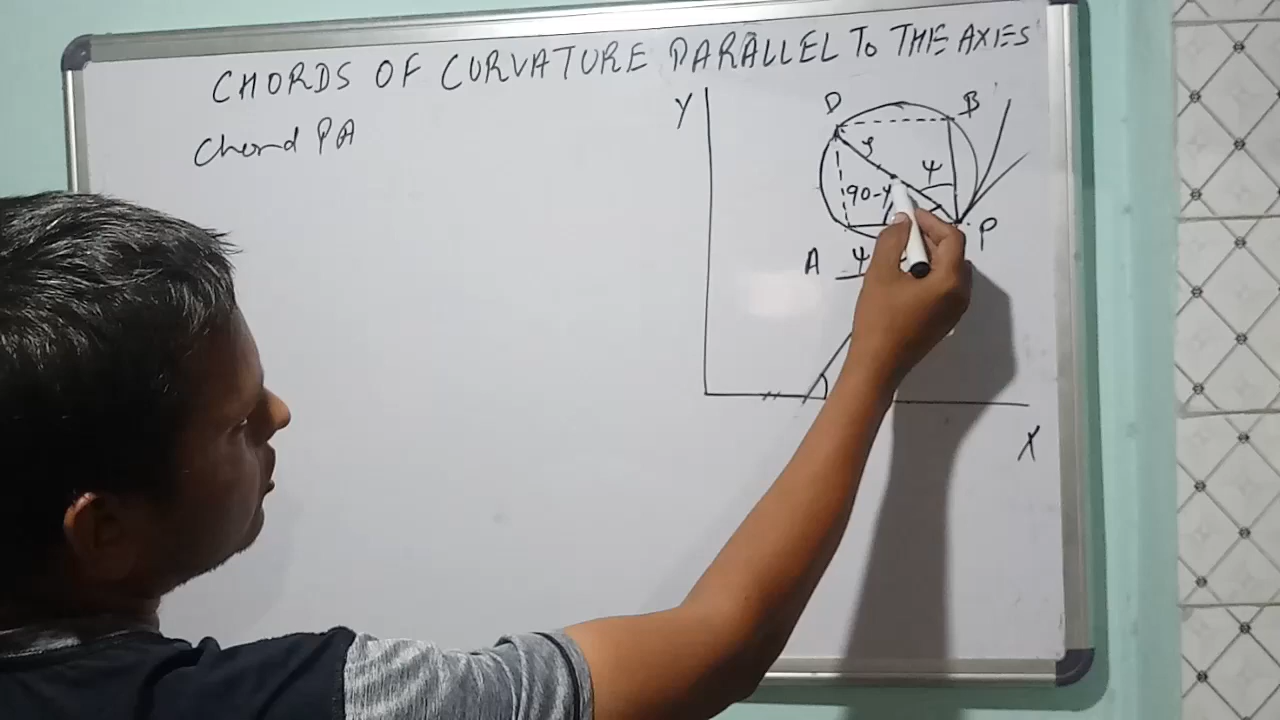 CHORDS OF CURVATURE PARALLEL TO THE AXIES
Chord PA
Y
D
B
ρ
ψ
90-ψ
P
A
ψ
X